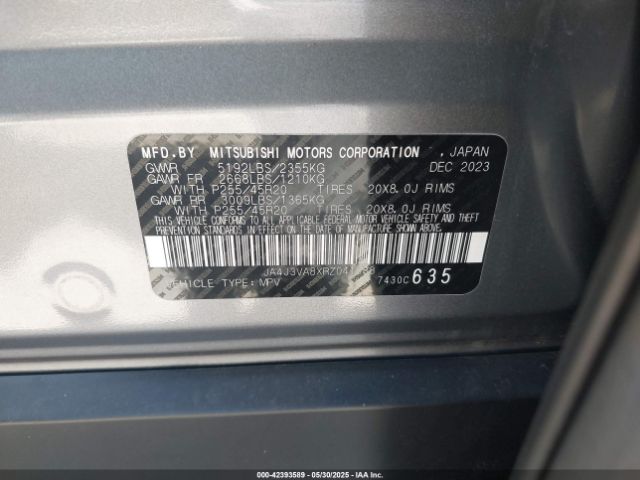 MFD.BY MITSUBISHI MOTORS CORPORATION , JAPAN
GVWR 5192LBS/2355KG DEC 2023
GAWR FR 2668LBS/1210KG
WITH P255/45R20 TIRES 20X8.0J RIMS
GAWR RR 3009LBS/1365KG
WITH P255/45R20 TIRES 20X8.0J RIMS
THIS VEHICLE CONFORMS TO ALL APPLICABLE FEDERAL MOTOR VEHICLE SAFETY AND THEFT
PREVENTION STANDARDS IN EFFECT ON THE DATE OF MANUFACTURE SHOWN ABOVE.
VEHICLE TYPE: MPV 7430C 635
000-42393589 - 05/30/2025 - IAAI.COM